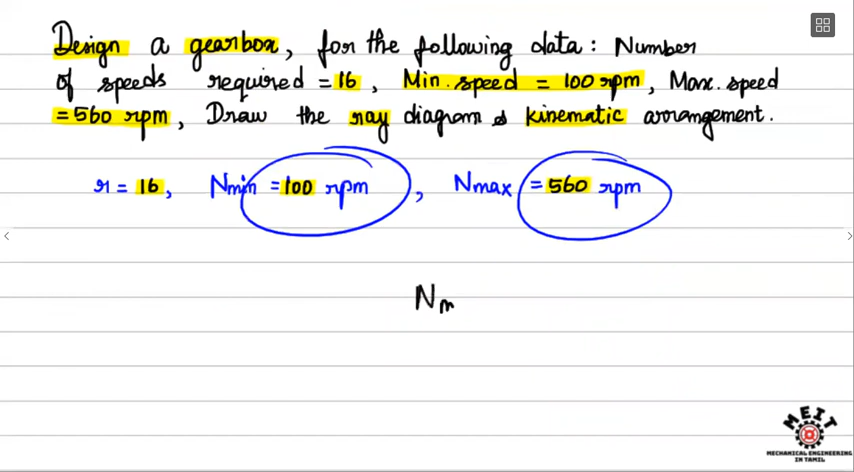 Design a gearbox, for the following data: Number
of speeds required = 16, Min. speed = 100 rpm, Max. speed
= 560 rpm, Draw the ray diagram & kinematic arrangement.
r = 16, Nmin = 100 rpm, Nmax = 560 rpm
Nm
MEIT
MECHANICAL ENGINEERING
IN TAMIL